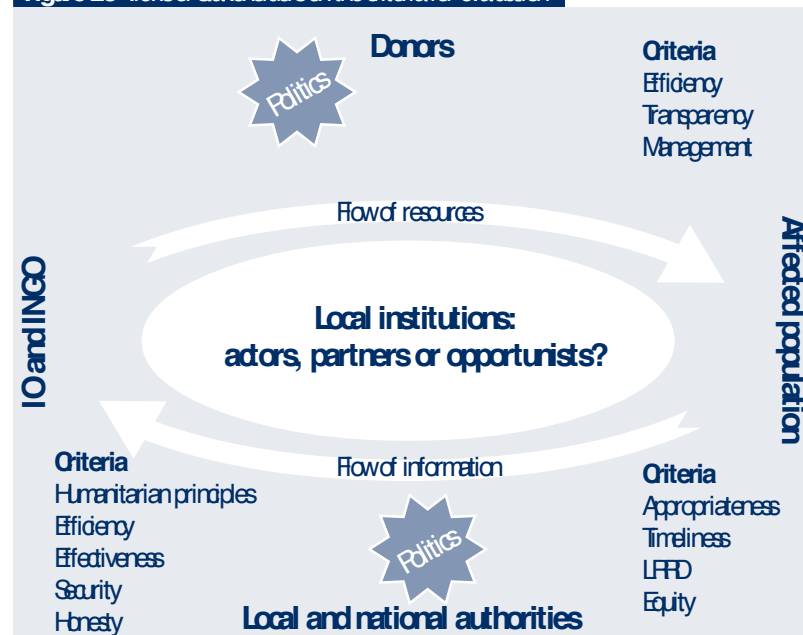 Donors
Politics
Criteria
Efficiency
Transparency
Management
Flow of resources
IO and INGO
Affected population
Local institutions:
actors, partners or opportunists?
Flow of information
Criteria
Humanitarian principles
Efficiency
Effectiveness
Security
Honesty
Politics
Local and national authorities
Criteria
Appropriateness
Timeliness
LRRD
Equity